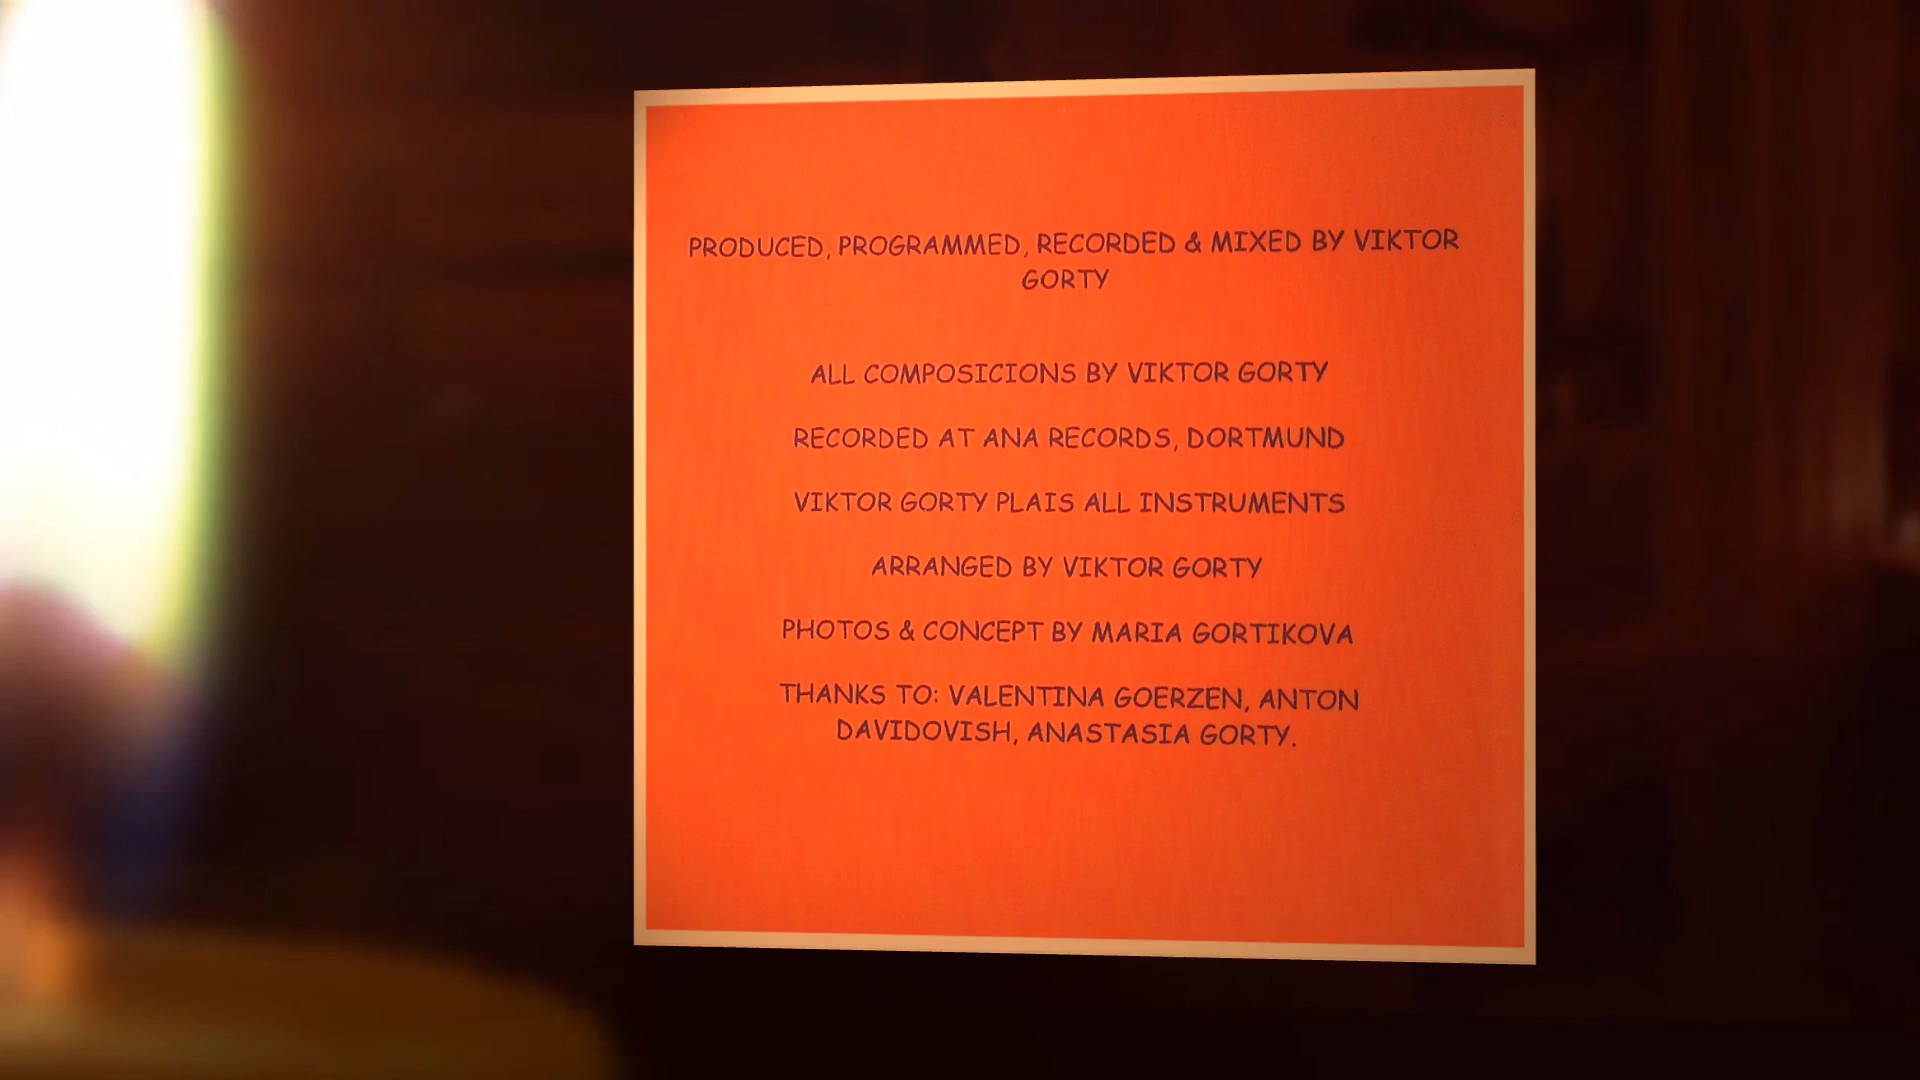 PRODUCED, PROGRAMMED, RECORDED & MIXED BY VIKTOR
GORTY
ALL COMPOSICIONS BY VIKTOR GORTY
RECORDED AT ANA RECORDS, DORTMUND
VIKTOR GORTY PLAIS ALL INSTRUMENTS
ARRANGED BY VIKTOR GORTY
PHOTOS & CONCEPT BY MARIA GORTIKOVA
THANKS TO: VALENTINA GOERZEN, ANTON
DAVIDOVISH, ANASTASIA GORTY.